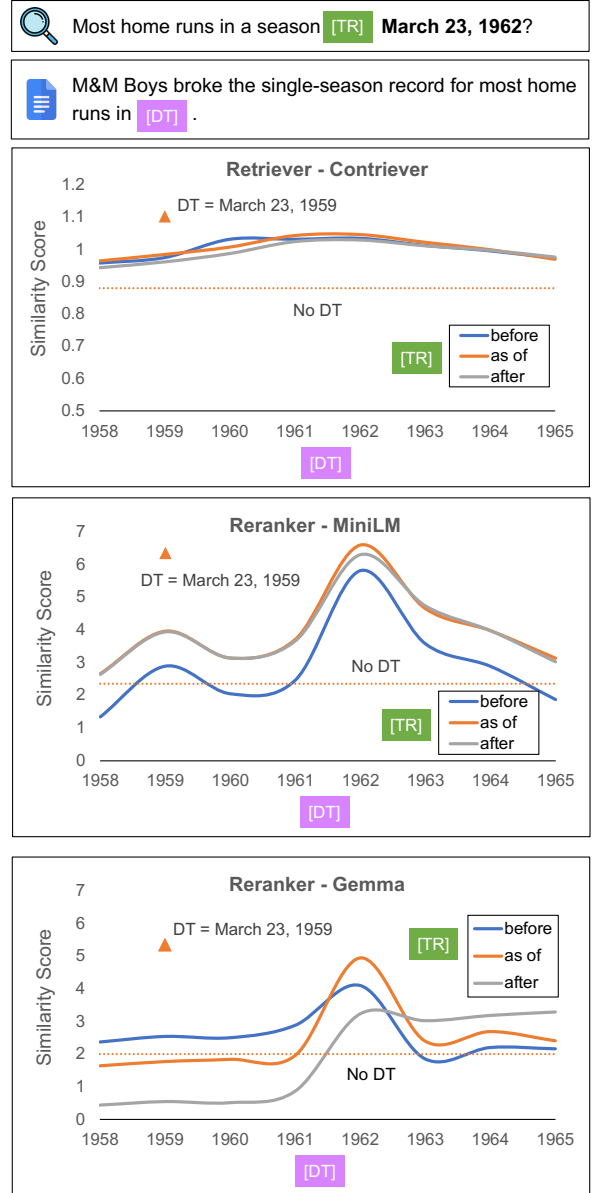 Most home runs in a season [TR] March 23, 1962?
M&M Boys broke the single-season record for most home
runs in [DT] .
Retriever - Contriever
1.2
1.1
1
0.9
0.8
0.7
0.6
0.5
Similarity Score
DT = March 23, 1959
No DT
[TR]
before
as of
after
1958 1959 1960 1961 1962 1963 1964 1965
[DT]
Reranker - MiniLM
7
6
5
4
3
2
1
0
Similarity Score
DT = March 23, 1959
No DT
[TR]
before
as of
after
1958 1959 1960 1961 1962 1963 1964 1965
[DT]
Reranker - Gemma
7
6
5
4
3
2
1
0
Similarity Score
DT = March 23, 1959
[TR]
before
as of
after
No DT
1958 1959 1960 1961 1962 1963 1964 1965
[DT]